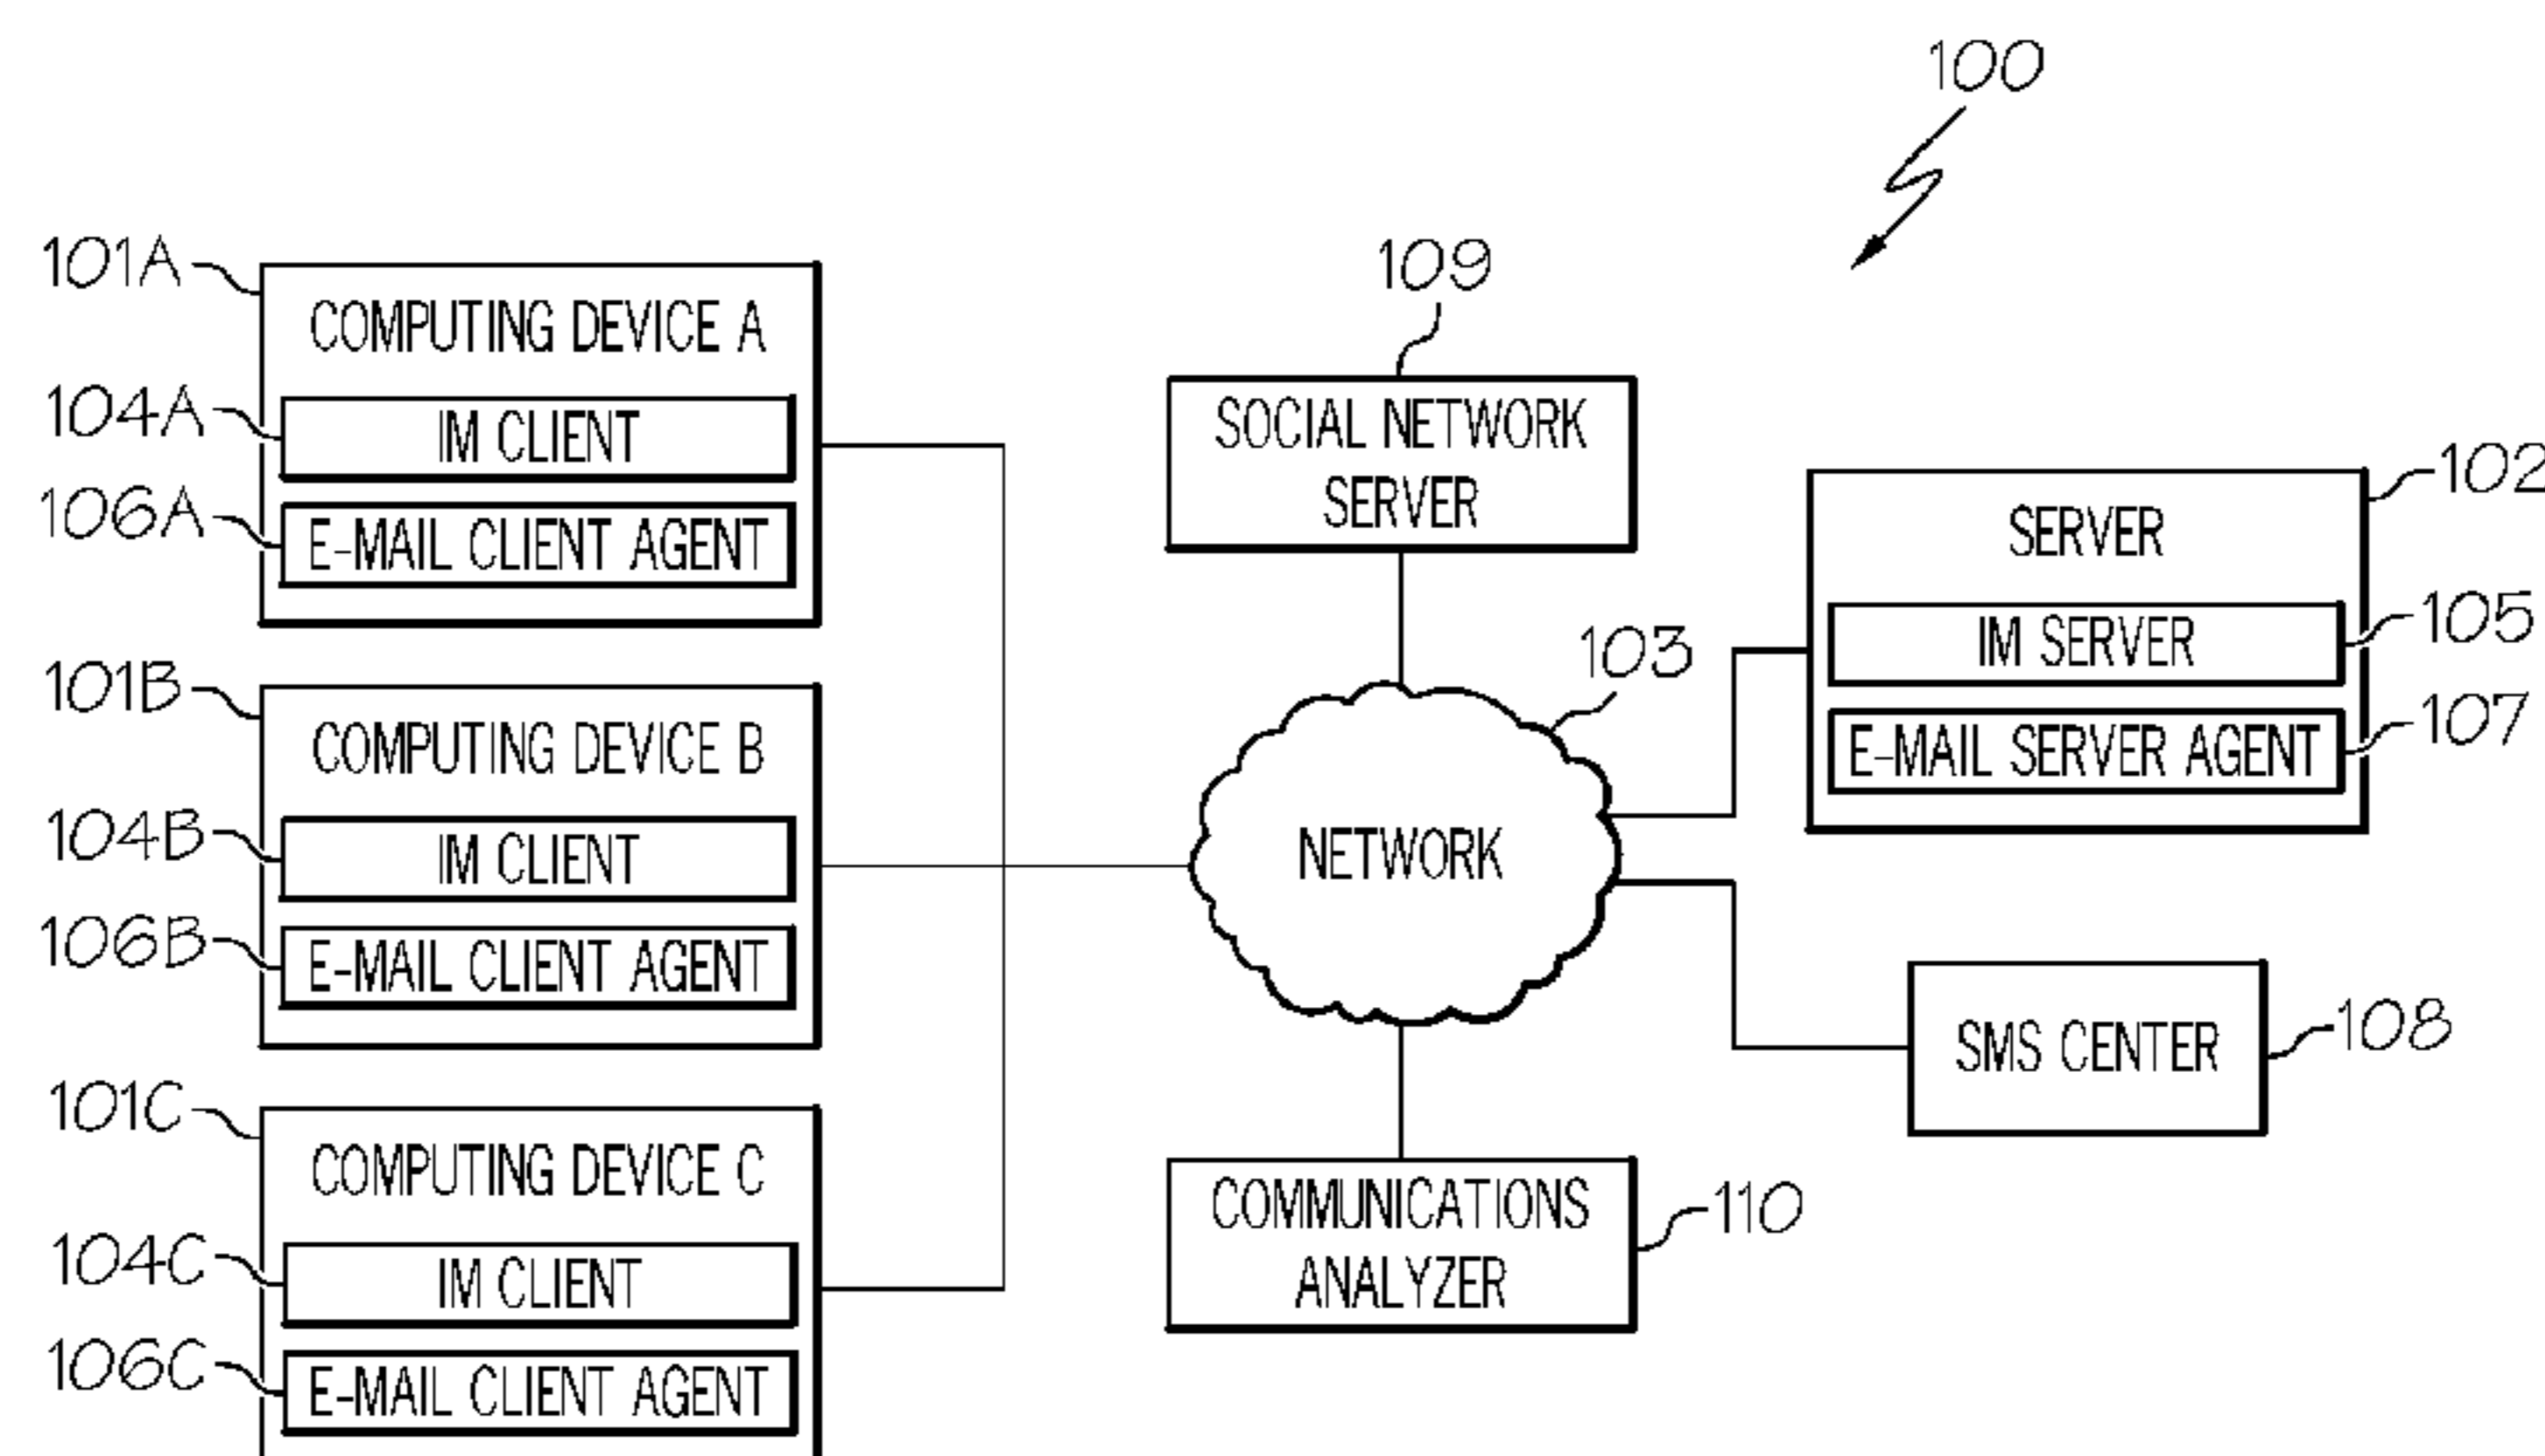 100
101A
COMPUTING DEVICE A
104A
IM CLIENT
106A
E-MAIL CLIENT AGENT
101B
COMPUTING DEVICE B
104B
IM CLIENT
106B
E-MAIL CLIENT AGENT
101C
COMPUTING DEVICE C
104C
IM CLIENT
106C
E-MAIL CLIENT AGENT
109
SOCIAL NETWORK
SERVER
103
NETWORK
COMMUNICATIONS
ANALYZER
110
102
SERVER
IM SERVER
105
E-MAIL SERVER AGENT
107
SMS CENTER
108